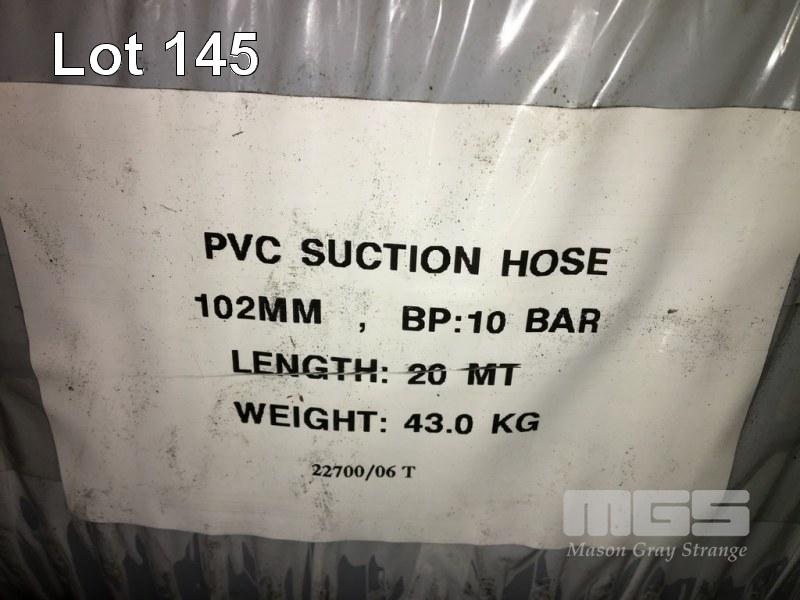 Lot 145
PVC SUCTION HOSE
102MM , BP:10 BAR
LENGTH: 20 MT
WEIGHT: 43.0 KG
22700/06 T
MGS
Mason Gray Strange